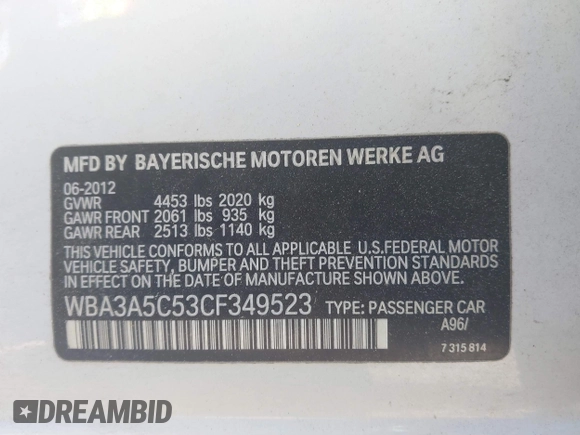 MFD BY BAYERISCHE MOTOREN WERKE AG
06-2012
GVWR 4453 lbs 2020 kg
GAWR FRONT 2061 lbs 935 kg
GAWR REAR 2513 lbs 1140 kg
THIS VEHICLE CONFORMS TO ALL APPLICABLE U.S.FEDERAL MOTOR
VEHICLE SAFETY, BUMPER AND THEFT PREVENTION STANDARDS
IN EFFECT ON THE DATE OF MANUFACTURE SHOWN ABOVE.
WBA3A5C53CF349523 TYPE: PASSENGER CAR
A96/
7 315 814
DREAMBID